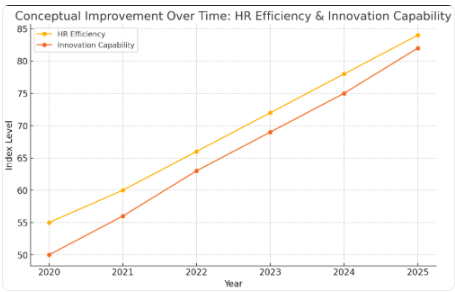 Conceptual Improvement Over Time: HR Efficiency & Innovation Capability
HR Efficiency
Innovation Capability
85
80
75
70
65
60
55
50
Index Level
2020
2021
2022
2023
2024
2025
Year